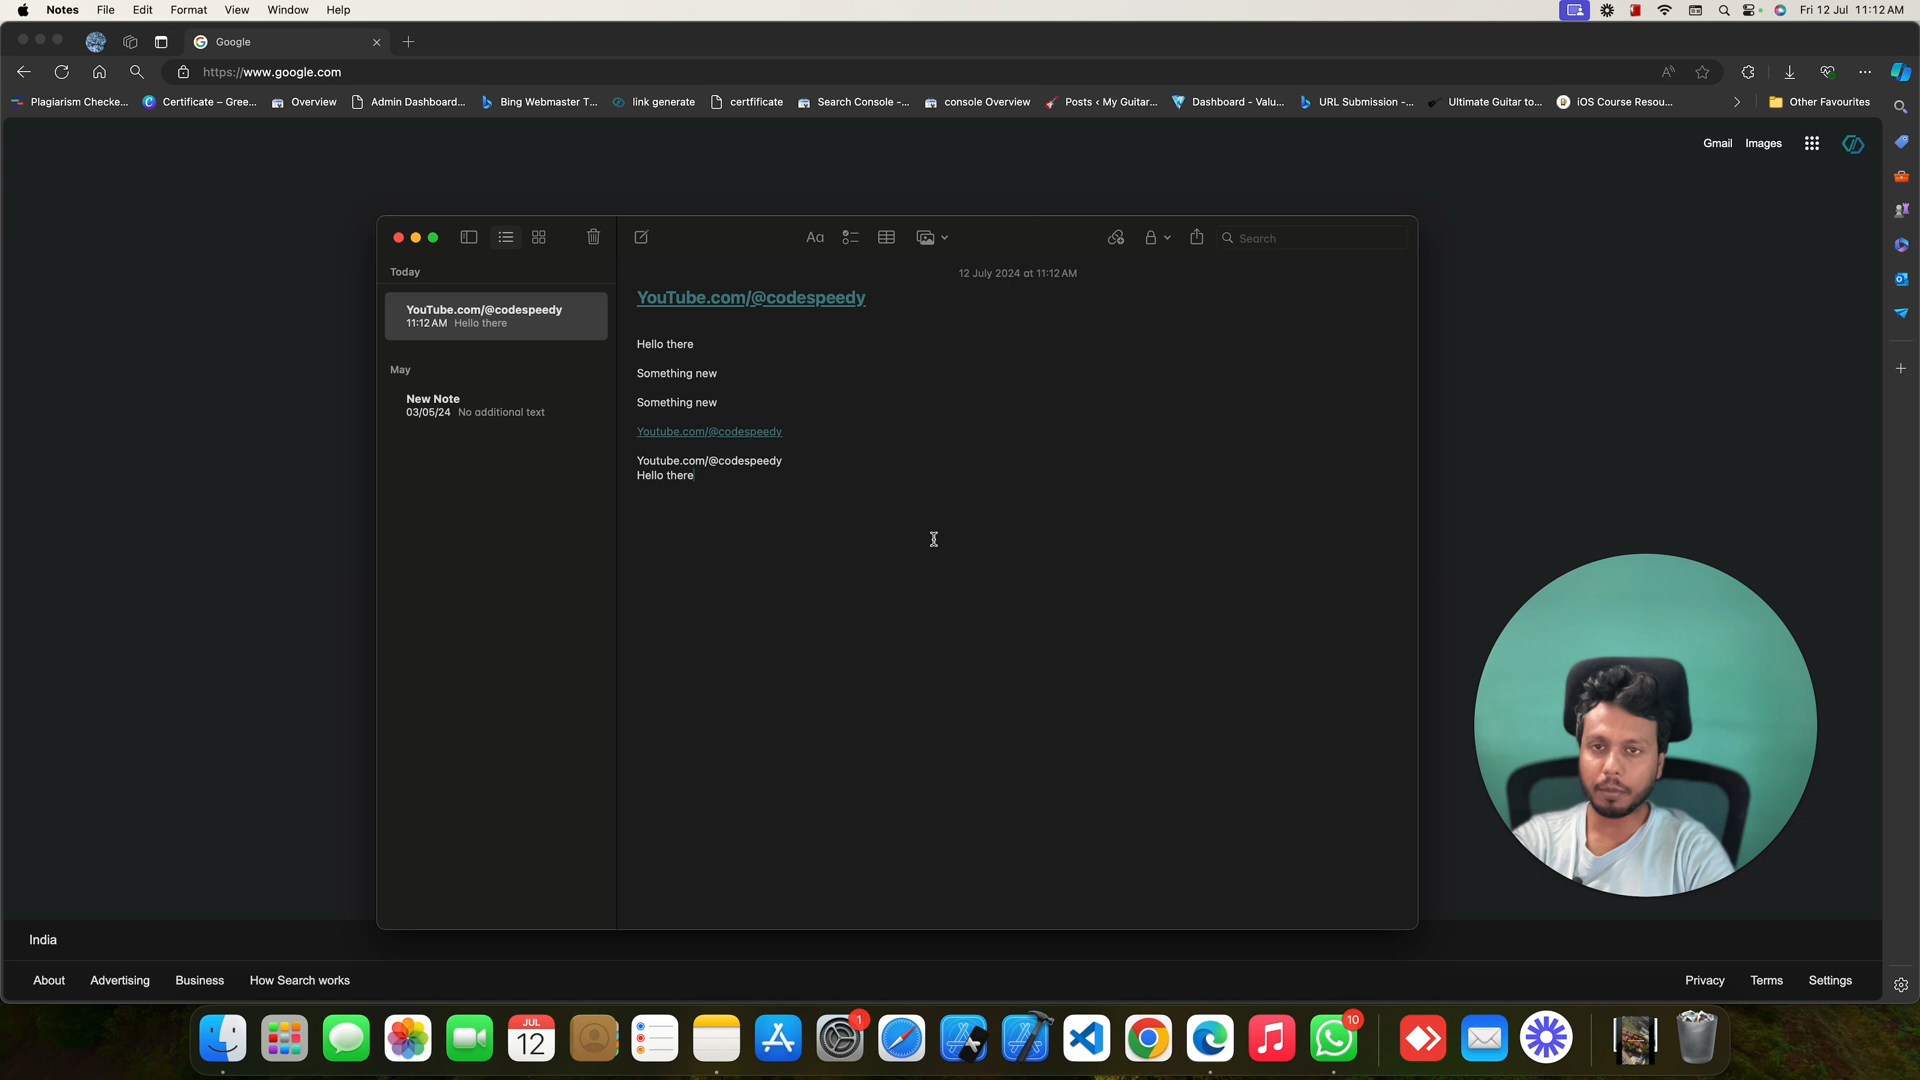 Notes File Edit Format View Window Help Fri 12 Jul 11:12 AM
Google
https://www.google.com
Plagiarism Checke... Certificate – Gree... Overview Admin Dashboard... Bing Webmaster T... link generate certfificate Search Console -... console Overview Posts ‹ My Guitar... Dashboard - Valu... URL Submission -... Ultimate Guitar to... iOS Course Resou... Other Favourites
Gmail Images
Aa Search
Today
YouTube.com/@codespeedy
11:12 AM Hello there
May
New Note
03/05/24 No additional text
12 July 2024 at 11:12 AM
YouTube.com/@codespeedy
Hello there
Something new
Something new
Youtube.com/@codespeedy
Youtube.com/@codespeedy
Hello there
India
About Advertising Business How Search works Privacy Terms Settings
JUL
12
1
10